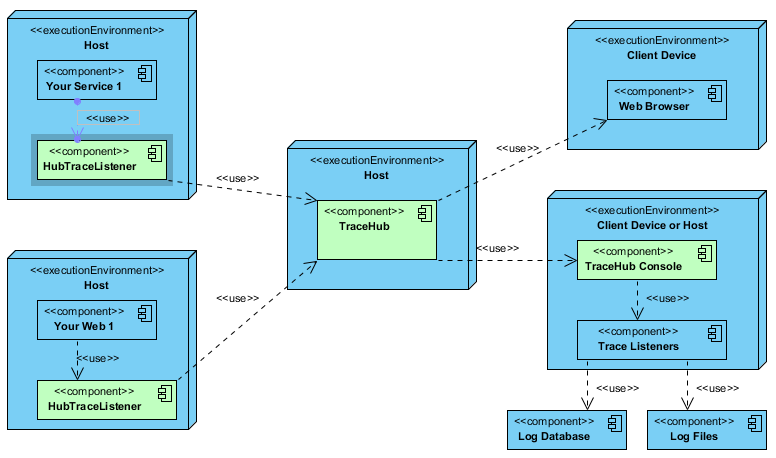 <<executionEnvironment>>
Host
<<component>>
Your Service 1
<<use>>
<<component>>
HubTraceListener
<<use>>
<<executionEnvironment>>
Host
<<component>>
Your Web 1
<<use>>
<<component>>
HubTraceListener
<<use>>
<<executionEnvironment>>
Host
<<component>>
TraceHub
<<use>>
<<use>>
<<executionEnvironment>>
Client Device
<<component>>
Web Browser
<<executionEnvironment>>
Client Device or Host
<<component>>
TraceHub Console
<<use>>
<<component>>
Trace Listeners
<<use>>
<<use>>
<<component>>
Log Database
<<component>>
Log Files